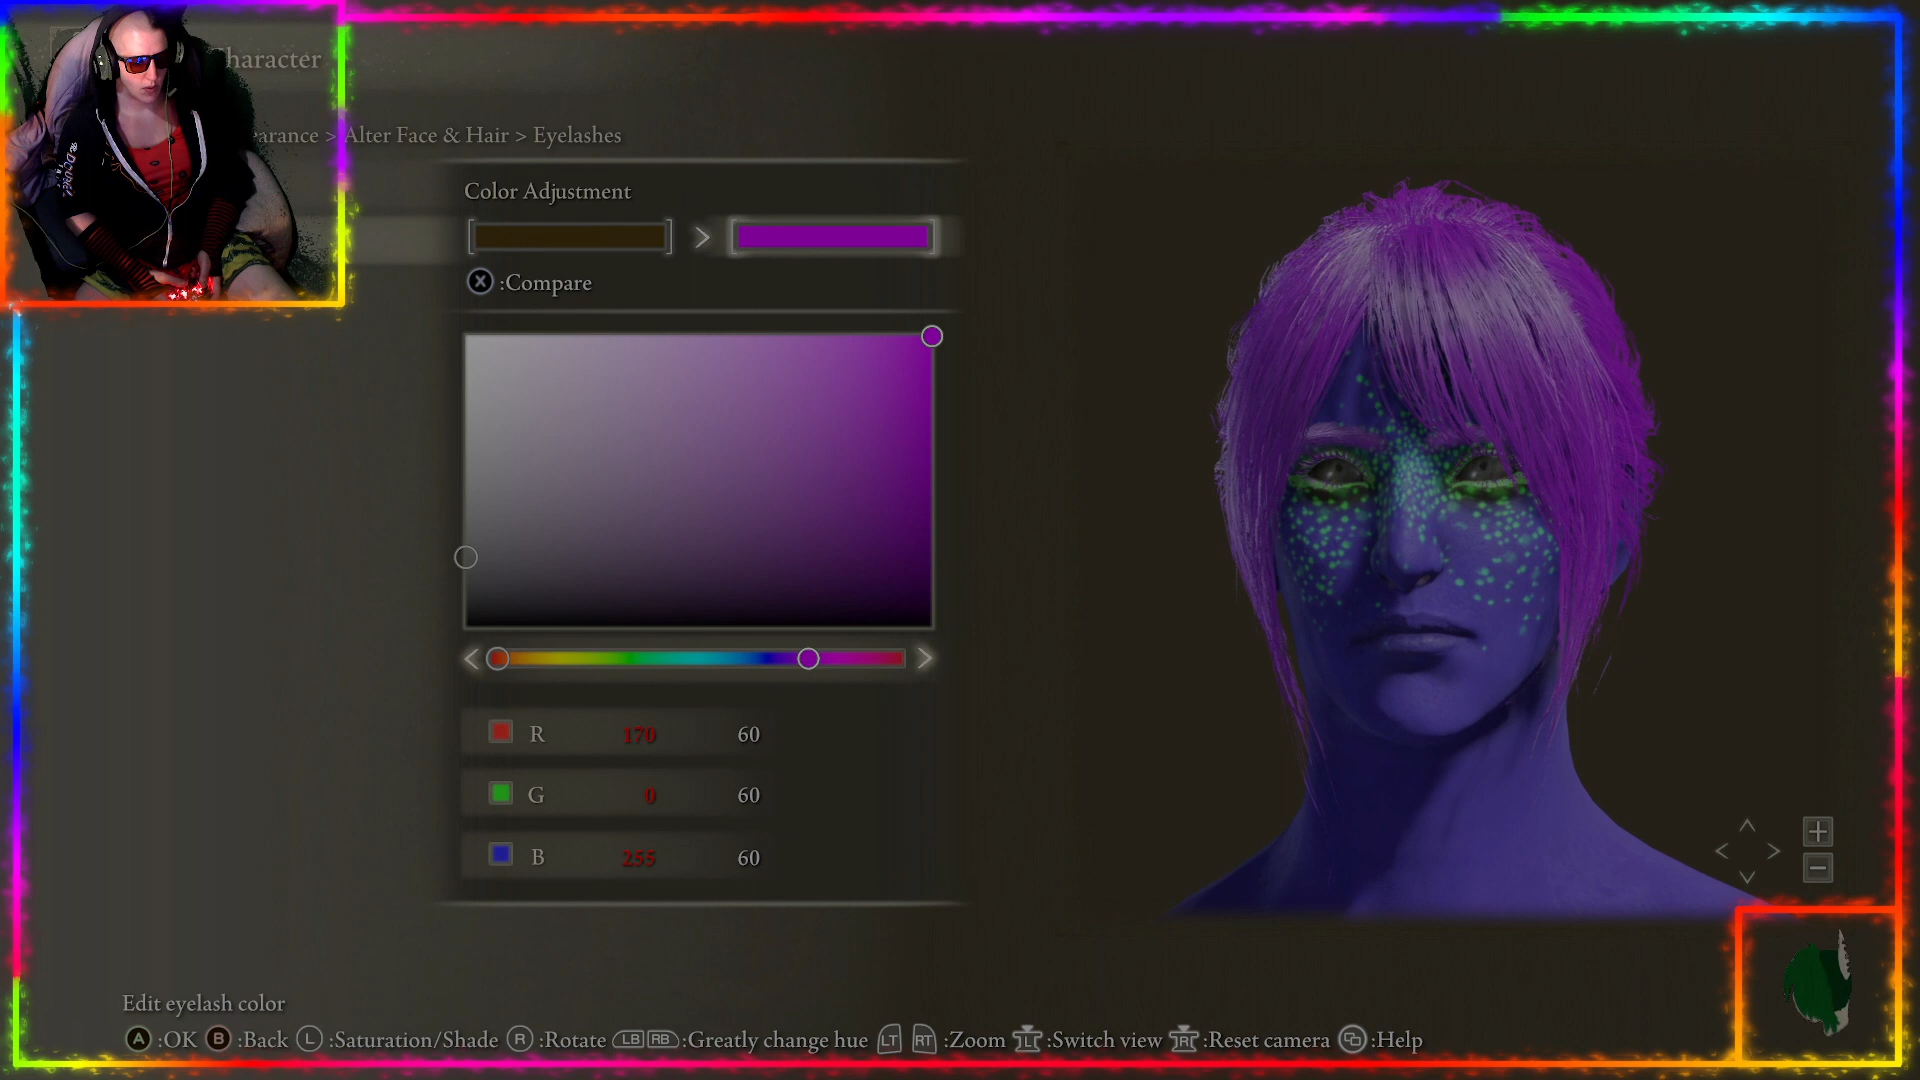 haracter
earance > Alter Face & Hair > Eyelashes
Color Adjustment
X :Compare
R 170 60
G 0 60
B 255 60
Edit eyelash color
A :OK B :Back L :Saturation/Shade R :Rotate LB RB :Greatly change hue LT RT :Zoom L :Switch view R :Reset camera :Help